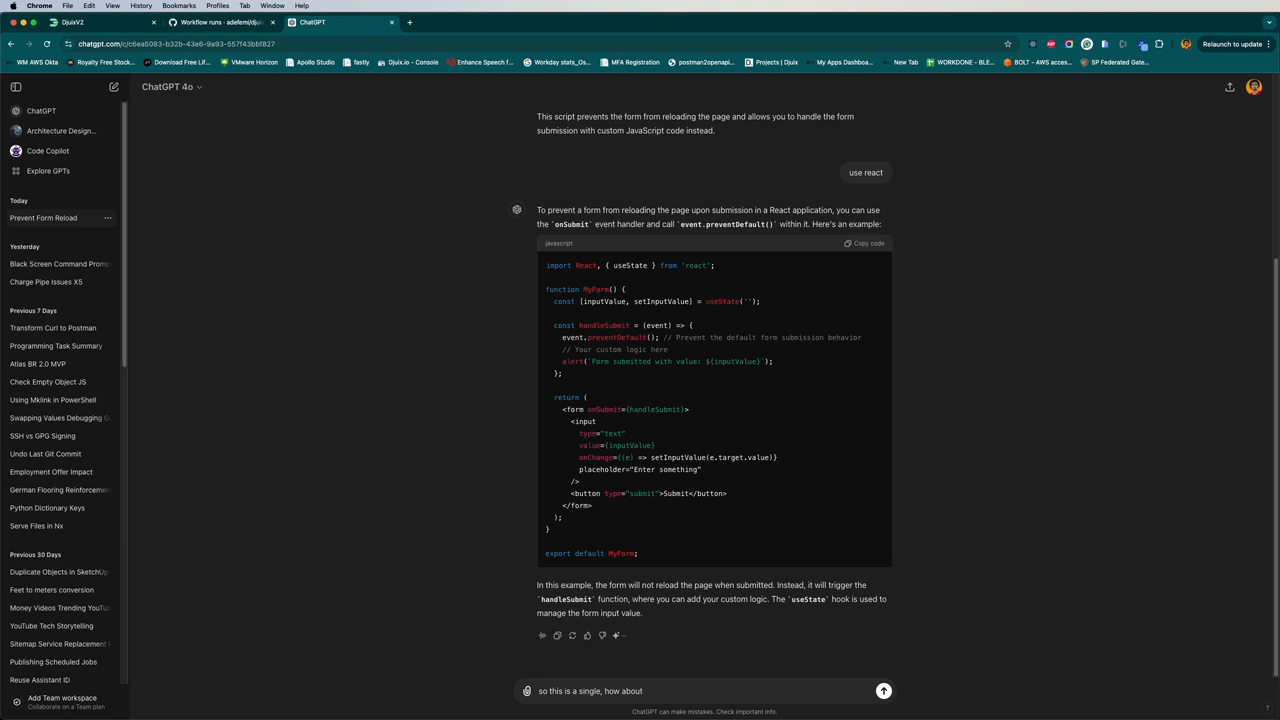 Chrome File Edit View History Bookmarks Profiles Tab Window Help
DjuixV2
Workflow runs - adefemi/djuix
ChatGPT
chatgpt.com/c/c6ea5083-b32b-43e6-9a93-557f43bbf827
Relaunch to update
WM AWS Okta
Royalty Free Stock...
Download Free Lif...
VMware Horizon
Apollo Studio
fastly
Djuix.io - Console
Enhance Speech f...
Workday stats_Os...
MFA Registration
postman2openapi...
Projects | Djuix
My Apps Dashboa...
New Tab
WORKDONE - BLE...
BOLT - AWS acces...
SP Federated Gate...
ChatGPT 4o
ChatGPT
Architecture Design...
Code Copilot
Explore GPTs
Today
Prevent Form Reload
Yesterday
Black Screen Command Promp
Charge Pipe Issues X5
Previous 7 Days
Transform Curl to Postman
Programming Task Summary
Atlas BR 2.0 MVP
Check Empty Object JS
Using Mklink in PowerShell
Swapping Values Debugging G
SSH vs GPG Signing
Undo Last Git Commit
Employment Offer Impact
German Flooring Requiremen
Python Dictionary Keys
Serve Files in Nx
Previous 30 Days
Duplicate Objects in SketchUp
Feet to meters conversion
Money Videos Trending YouTu
YouTube Tech Storytelling
Sitemap Service Replacement
Publishing Scheduled Jobs
Reuse Assistant ID
Add Team workspace
Collaborate on a Team plan
This script prevents the form from reloading the page and allows you to handle the form
submission with custom JavaScript code instead.
use react
To prevent a form from reloading the page upon submission in a React application, you can use
the `onSubmit` event handler and call `event.preventDefault()` within it. Here's an example:
javascript
Copy code
import React, { useState } from 'react';
function MyForm() {
const [inputValue, setInputValue] = useState('');
const handleSubmit = (event) => {
event.preventDefault(); // Prevent the default form submission behavior
// Your custom logic here
alert(`Form submitted with value: ${inputValue}`);
};
return (
<form onSubmit={handleSubmit}>
<input
type="text"
value={inputValue}
onChange={(e) => setInputValue(e.target.value)}
placeholder="Enter something"
/>
<button type="submit">Submit</button>
</form>
);
}
export default MyForm;
In this example, the form will not reload the page when submitted. Instead, it will trigger the
`handleSubmit` function, where you can add your custom logic. The `useState` hook is used to
manage the form input value.
so this is a single, how about
ChatGPT can make mistakes. Check important info.
?